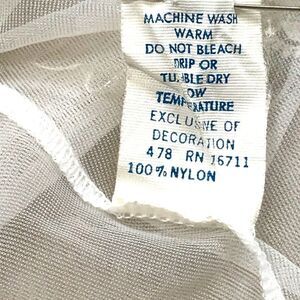 MACHINE WASH
WARM
DO NOT BLEACH
DRIP OR
TUMBLE DRY
LOW
TEMPERATURE
EXCLUSIVE OF
DECORATION
478 RN 16711
100% NYLON